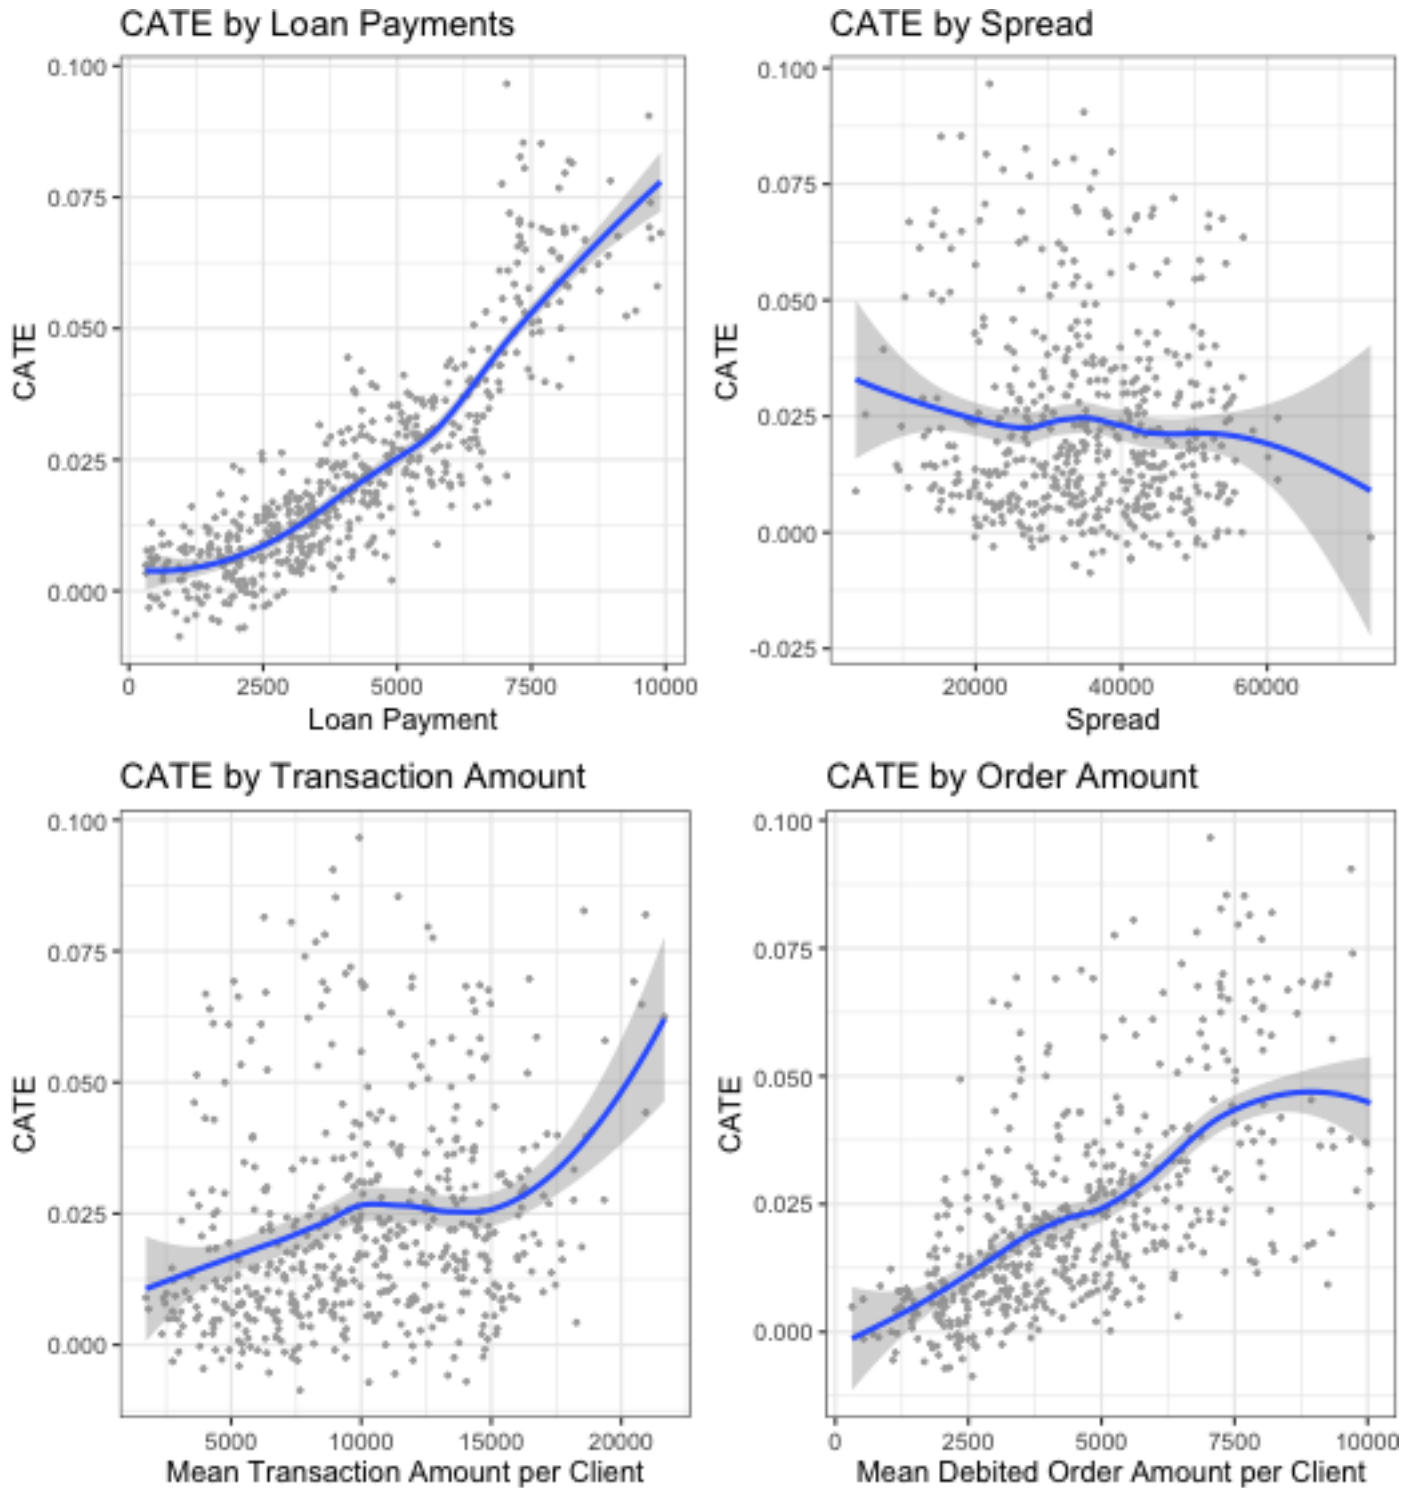 CATE by Loan Payments
0.100
0.075
0.050
0.025
0.000
CATE
0 2500 5000 7500 10000
Loan Payment
CATE by Spread
0.100
0.075
0.050
0.025
0.000
-0.025
CATE
20000 40000 60000
Spread
CATE by Transaction Amount
0.100
0.075
0.050
0.025
0.000
CATE
5000 10000 15000 20000
Mean Transaction Amount per Client
CATE by Order Amount
0.100
0.075
0.050
0.025
0.000
CATE
0 2500 5000 7500 10000
Mean Debited Order Amount per Client